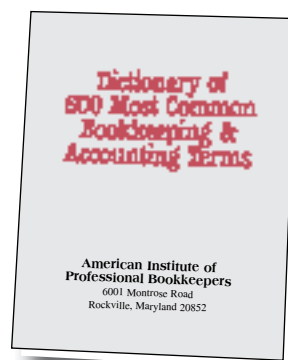 Dictionary of
600 Most Common
Bookkeeping &
Accounting Terms
American Institute of
Professional Bookkeepers
6001 Montrose Road
Rockville, Maryland 20852